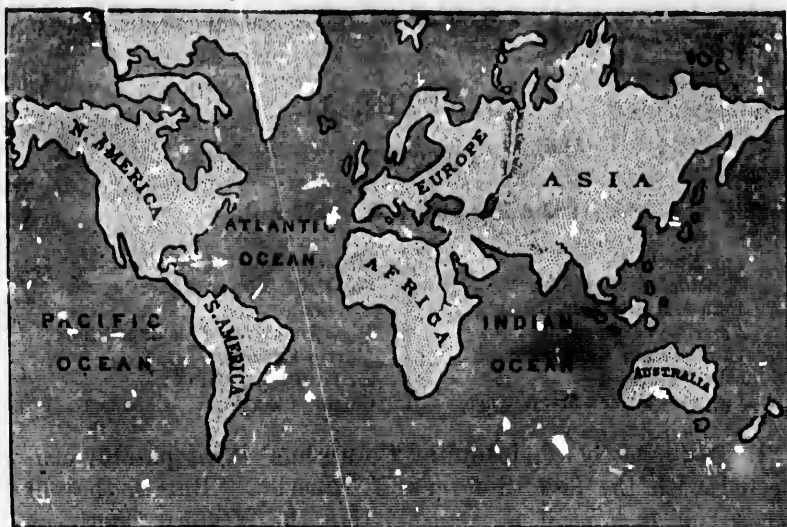 N. AMERICA
EUROPE
ASIA
ATLANTIC
OCEAN
AFRICA
PACIFIC
OCEAN
S. AMERICA
INDIAN
OCEAN
AUSTRALIA